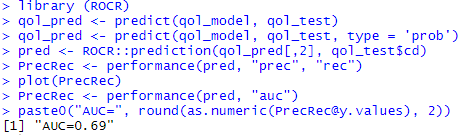 > library (ROCR)
> qol_pred <- predict(qol_model, qol_test)
> qol_pred <- predict(qol_model, qol_test, type = 'prob')
> pred <- ROCR::prediction(qol_pred[,2], qol_test$cd)
> PrecRec <- performance(pred, "prec", "rec")
> plot(PrecRec)
> PrecRec <- performance(pred, "auc")
> paste0("AUC=", round(as.numeric(PrecRec@y.values), 2))
[1] "AUC=0.69"